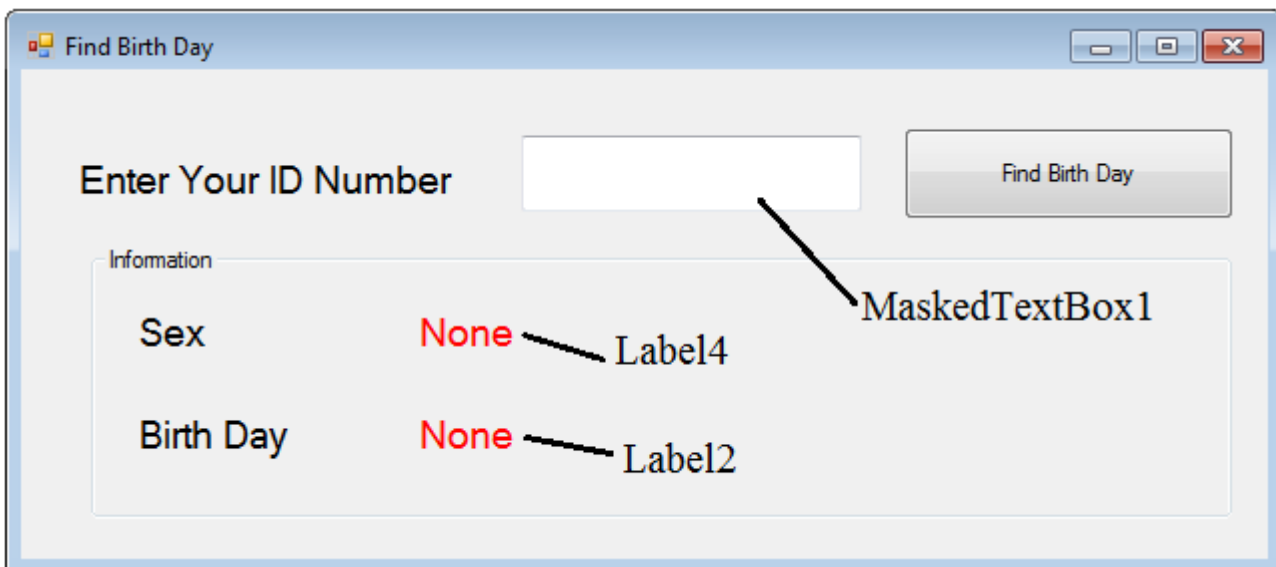 Find Birth Day
Enter Your ID Number
Find Birth Day
Information
MaskedTextBox1
Sex None
Label4
Birth Day None
Label2